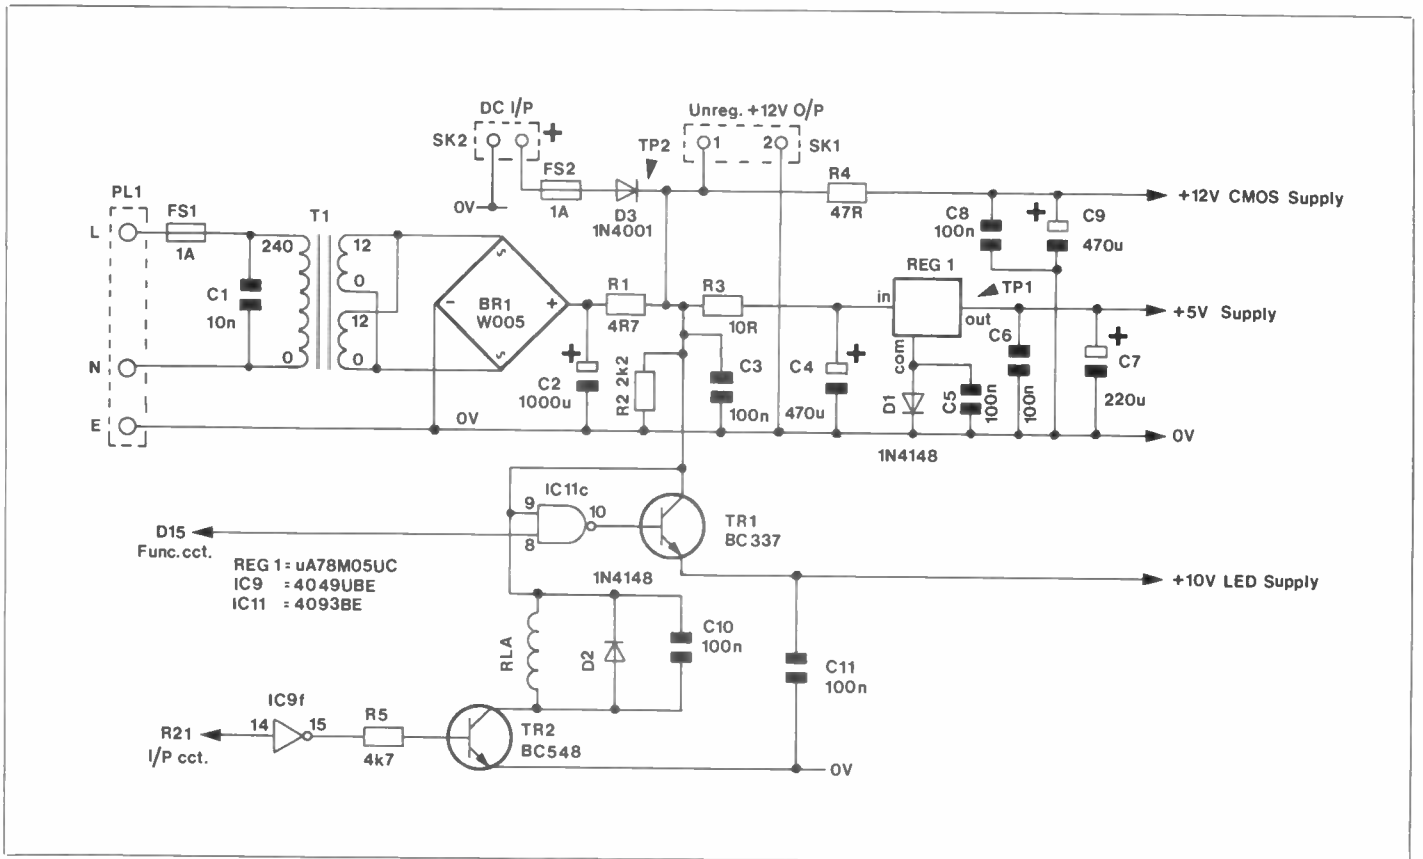 DC I/P
Unreg. +12V O/P
SK2
+
TP2
1
2
SK1
FS2
1A
D3
1N4001
0V
R4
47R
+12V CMOS Supply
PL1
FS1
1A
L
N
E
C1
10n
T1
240
0
12
0
12
0
~
~
-
+
BR1
W005
R1
4R7
+
C2
1000u
0V
R2 2k2
C3
100n
R3
10R
+
C4
470u
C8
100n
+
C9
470u
REG 1
in
out
com
TP1
+5V Supply
D1
1N4148
C5
100n
C6
100n
+
C7
220u
0V
IC11c
9
8
10
TR1
BC337
D15
Func.cct.
REG 1 = uA78M05UC
IC9 = 4049UBE
IC11 = 4093BE
+10V LED Supply
1N4148
RLA
D2
C10
100n
C11
100n
IC9f
14
15
R21
I/P cct.
R5
4k7
TR2
BC548
0V